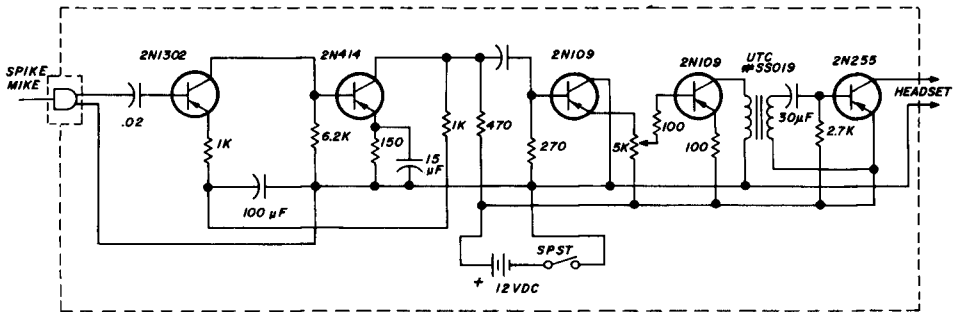 SPIKE
MIKE
.02
2N1302
1K
100 µF
6.2K
2N414
150
15
µF
1K
470
270
2N109
5K
100
2N109
100
UTC
#SSO19
30µF
2.7K
2N255
HEADSET
+
12VDC
SPST